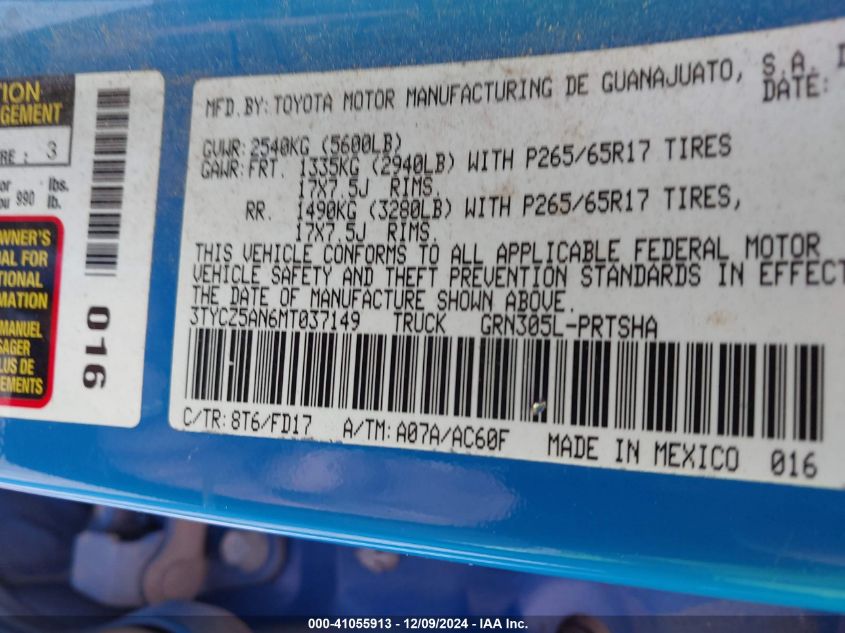 TION
GEMENT
RE : 3
or lbs.
ou 990 lb.
WNER'S
AL FOR
TIONAL
MATION
MANUEL
SAGER
LUS DE
EMENTS
016
MFD. BY: TOYOTA MOTOR MANUFACTURING DE GUANAJUATO, S.A. D
DATE:
GVWR: 2540KG (5600LB)
GAWR: FRT. 1335KG (2940LB) WITH P265/65R17 TIRES
17X7.5J RIMS.
RR. 1490KG (3280LB) WITH P265/65R17 TIRES,
17X7.5J RIMS.
THIS VEHICLE CONFORMS TO ALL APPLICABLE FEDERAL MOTOR
VEHICLE SAFETY AND THEFT PREVENTION STANDARDS IN EFFECT
THE DATE OF MANUFACTURE SHOWN ABOVE.
3TYCZ5AN6MT037149 TRUCK GRN305L-PRTSHA
C/TR: 8T6/FD17 A/TM: A07A/AC60F MADE IN MEXICO 016
000-41055913 - 12/09/2024 - IAA Inc.